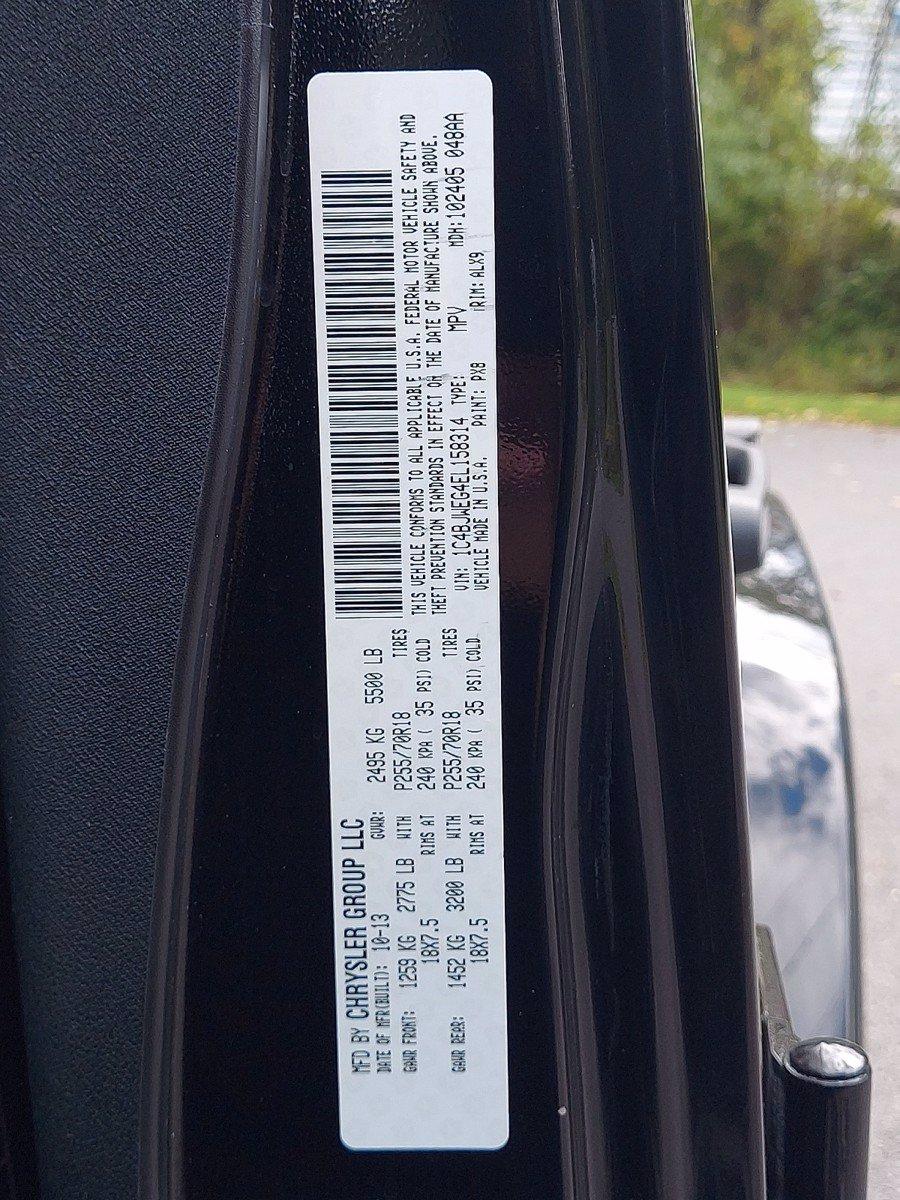 MFD BY CHRYSLER GROUP LLC
DATE OF MFR(BUILT): 10-13 GVWR: 2495 KG 5500 LB
GAWR FRONT: 1259 KG 2775 LB WITH P255/70R18 TIRES
18X7.5 RIMS AT 240 KPA ( 35 PSI) COLD
GAWR REAR: 1452 KG 3200 LB WITH P255/70R18 TIRES
18X7.5 RIMS AT 240 KPA ( 35 PSI) COLD
THIS VEHICLE CONFORMS TO ALL APPLICABLE U.S.A. FEDERAL MOTOR VEHICLE SAFETY AND
THEFT PREVENTION STANDARDS IN EFFECT ON THE DATE OF MANUFACTURE SHOWN ABOVE.
VIN: 1C4BJWEG4EL158314 TYPE: MPV MDH:102405 048AA
VEHICLE MADE IN U.S.A. PAINT: PX8 TRIM: ALX9